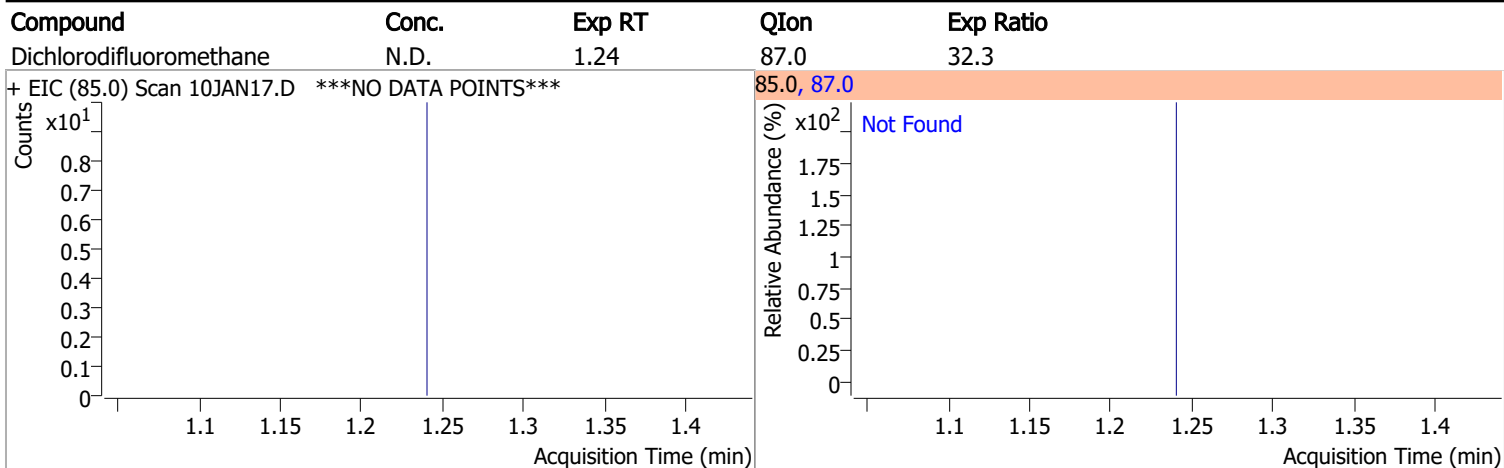 Compound Conc. Exp RT QIon Exp Ratio
Dichlorodifluoromethane N.D. 1.24 87.0 32.3
+ EIC (85.0) Scan 10JAN17.D ***NO DATA POINTS***
Counts
x10¹
0.8
0.7
0.6
0.5
0.4
0.3
0.2
0.1
0
1.1 1.15 1.2 1.25 1.3 1.35 1.4
Acquisition Time (min)
85.0, 87.0
Relative Abundance (%)
x10²
Not Found
1.75
1.5
1.25
1
0.75
0.5
0.25
0
1.1 1.15 1.2 1.25 1.3 1.35 1.4
Acquisition Time (min)